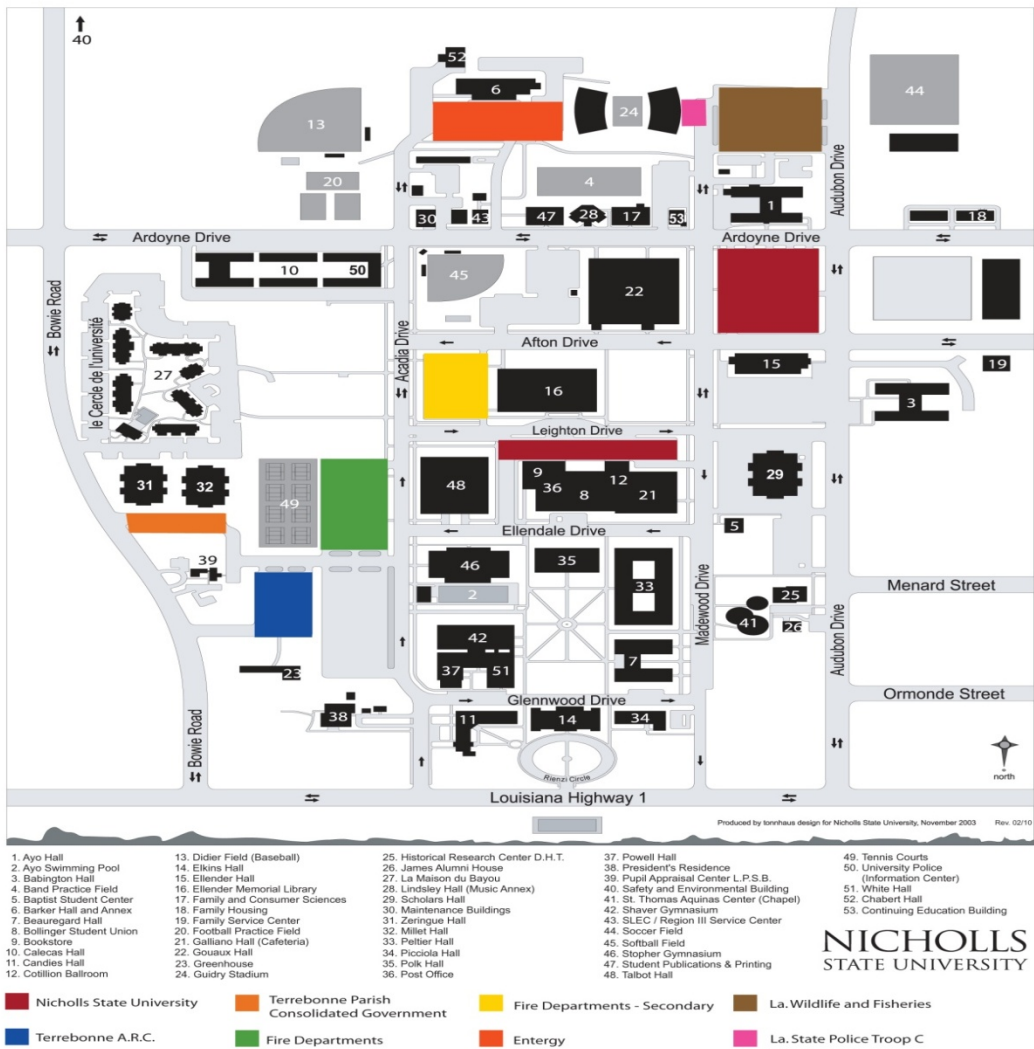 40
52
6
13
24
44
20
4
1
30
43
47
28
17
53
18
Ardoyne Drive
Ardoyne Drive
Audubon Drive
10
50
45
22
Bowie Road
le Cercle de l'université
27
Acadia Drive
Afton Drive
16
15
19
3
Leighton Drive
31
32
49
48
9
36
8
12
21
29
Ellendale Drive
5
39
46
35
33
Menard Street
2
25
41
26
Madewood Drive
Audubon Drive
42
37
51
7
23
Glennwood Drive
Ormonde Street
38
11
14
34
Bowie Road
Rienzi Circle
north
Louisiana Highway 1
Produced by tonnhaus design for Nicholls State University, November 2003 Rev. 02/10
1. Ayo Hall
2. Ayo Swimming Pool
3. Babington Hall
4. Band Practice Field
5. Baptist Student Center
6. Barker Hall and Annex
7. Beauregard Hall
8. Bollinger Student Union
9. Bookstore
10. Calecas Hall
11. Candies Hall
12. Cotillion Ballroom
13. Didier Field (Baseball)
14. Elkins Hall
15. Ellender Hall
16. Ellender Memorial Library
17. Family and Consumer Sciences
18. Family Housing
19. Family Service Center
20. Football Practice Field
21. Galliano Hall (Cafeteria)
22. Gouaux Hall
23. Greenhouse
24. Guidry Stadium
25. Historical Research Center D.H.T.
26. James Alumni House
27. La Maison du Bayou
28. Lindsley Hall (Music Annex)
29. Scholars Hall
30. Maintenance Buildings
31. Zeringue Hall
32. Millet Hall
33. Peltier Hall
34. Picciola Hall
35. Polk Hall
36. Post Office
37. Powell Hall
38. President's Residence
39. Pupil Appraisal Center L.P.S.B.
40. Safety and Environmental Building
41. St. Thomas Aquinas Center (Chapel)
42. Shaver Gymnasium
43. SLEC / Region III Service Center
44. Soccer Field
45. Softball Field
46. Stopher Gymnasium
47. Student Publications & Printing
48. Talbot Hall
49. Tennis Courts
50. University Police
(Information Center)
51. White Hall
52. Chabert Hall
53. Continuing Education Building
NICHOLLS
STATE UNIVERSITY
Nicholls State University
Terrebonne Parish
Consolidated Government
Fire Departments - Secondary
La. Wildlife and Fisheries
Terrebonne A.R.C.
Fire Departments
Entergy
La. State Police Troop C